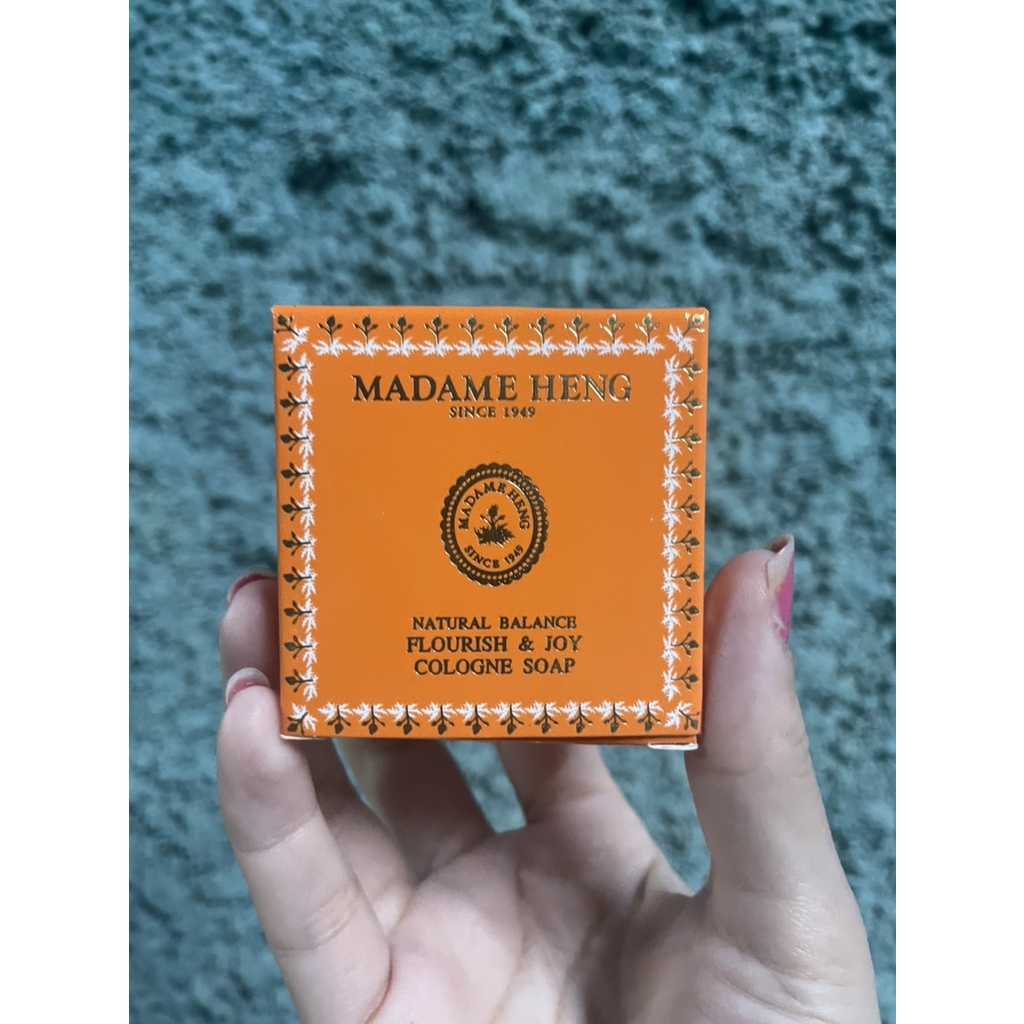 MADAME HENG
SINCE 1949
MADAME HENG
SINCE 1949
NATURAL BALANCE
FLOURISH & JOY
COLOGNE SOAP